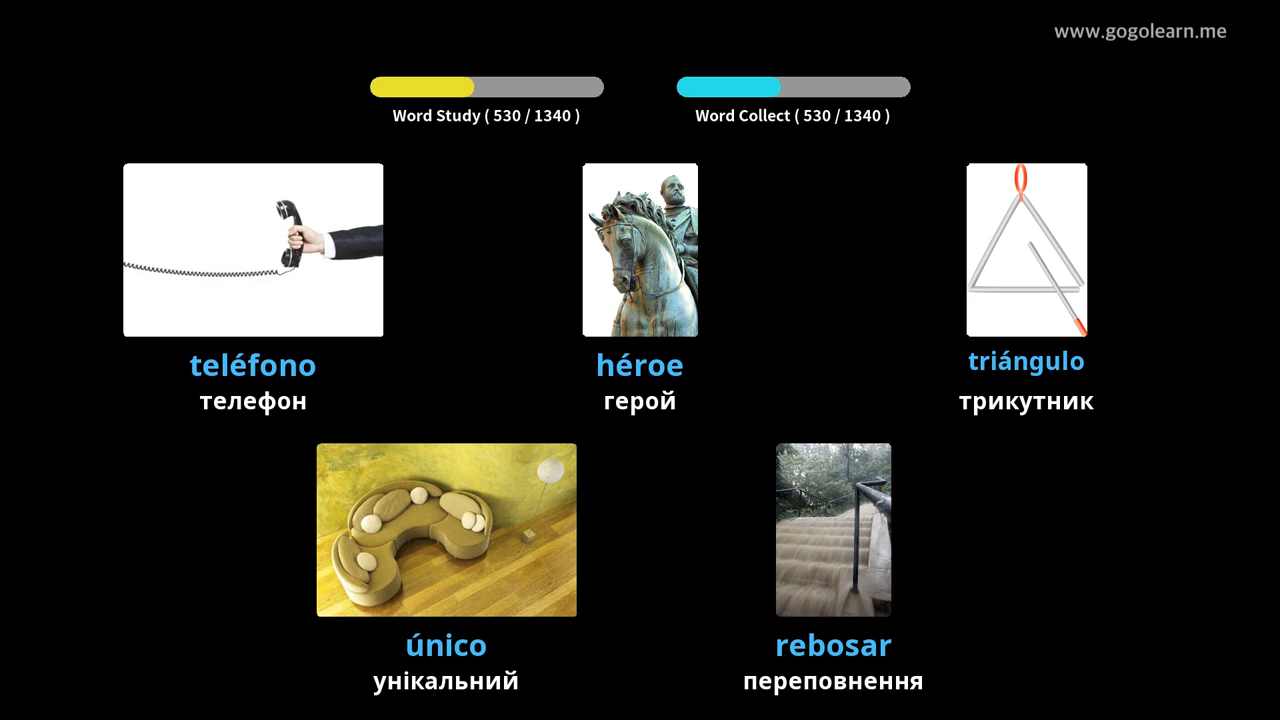 www.gogolearn.me
Word Study ( 530 / 1340 )
Word Collect ( 530 / 1340 )
teléfono
телефон
héroe
герой
triángulo
трикутник
único
унікальний
rebosar
переповнення